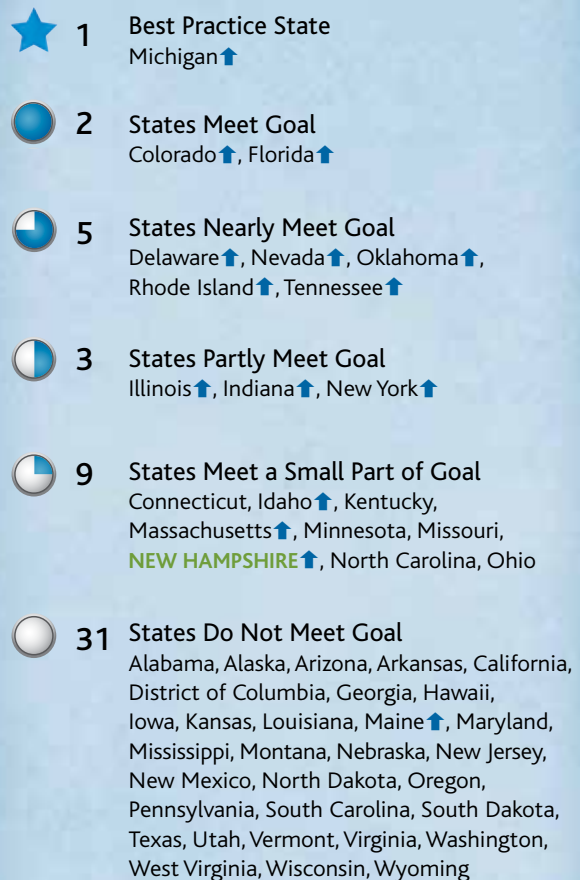 1 Best Practice State
Michigan⬆
2 States Meet Goal
Colorado⬆, Florida⬆
5 States Nearly Meet Goal
Delaware⬆, Nevada⬆, Oklahoma⬆,
Rhode Island⬆, Tennessee⬆
3 States Partly Meet Goal
Illinois⬆, Indiana⬆, New York⬆
9 States Meet a Small Part of Goal
Connecticut, Idaho⬆, Kentucky,
Massachusetts⬆, Minnesota, Missouri,
NEW HAMPSHIRE⬆, North Carolina, Ohio
31 States Do Not Meet Goal
Alabama, Alaska, Arizona, Arkansas, California,
District of Columbia, Georgia, Hawaii,
Iowa, Kansas, Louisiana, Maine⬆, Maryland,
Mississippi, Montana, Nebraska, New Jersey,
New Mexico, North Dakota, Oregon,
Pennsylvania, South Carolina, South Dakota,
Texas, Utah, Vermont, Virginia, Washington,
West Virginia, Wisconsin, Wyoming